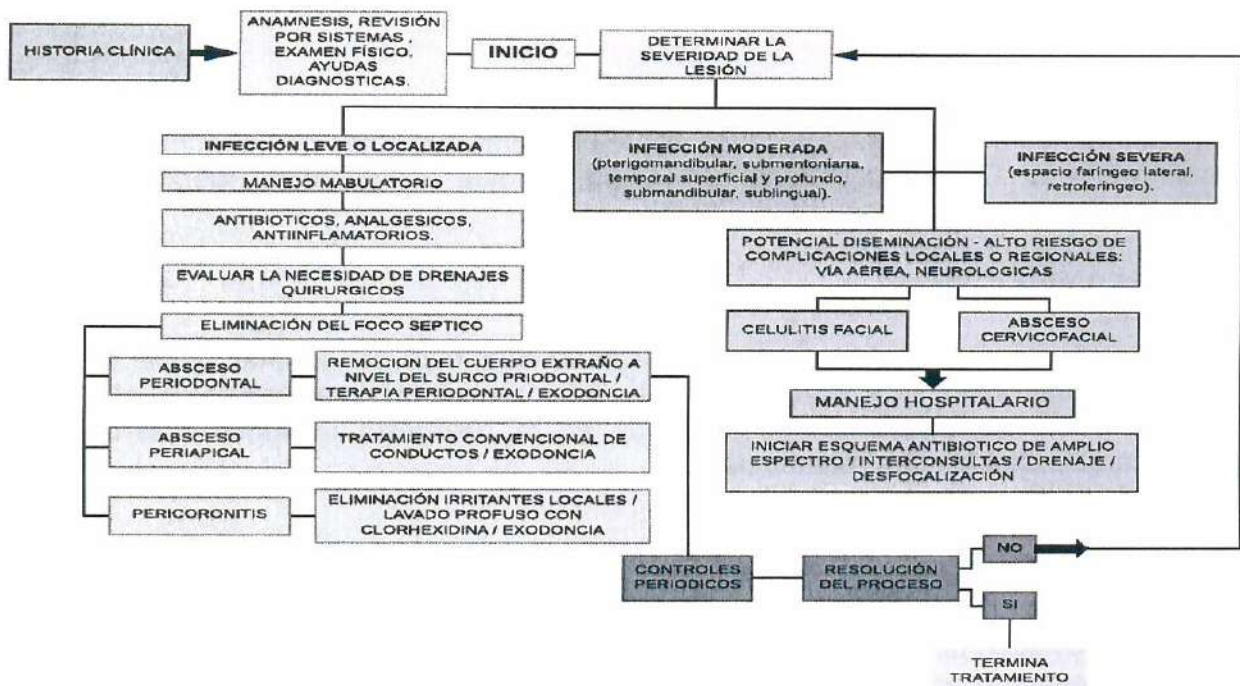 HISTORIA CLÍNICA
ANAMNESIS, REVISIÓN
POR SISTEMAS ,
EXAMEN FÍSICO,
AYUDAS
DIAGNOSTICAS.
INICIO
DETERMINAR LA
SEVERIDAD DE LA
LESIÓN
INFECCIÓN LEVE O LOCALIZADA
MANEJO MABULATORIO
ANTIBIOTICOS, ANALGESICOS,
ANTIINFLAMATORIOS.
EVALUAR LA NECESIDAD DE DRENAJES
QUIRURGICOS
ELIMINACIÓN DEL FOCO SEPTICO
ABSCESO
PERIODONTAL
REMOCION DEL CUERPO EXTRAÑO A
NIVEL DEL SURCO PRIODONTAL /
TERAPIA PERIODONTAL / EXODONCIA
ABSCESO
PERIAPICAL
TRATAMIENTO CONVENCIONAL DE
CONDUCTOS / EXODONCIA
PERICORONITIS
ELIMINACIÓN IRRITANTES LOCALES /
LAVADO PROFUSO CON
CLORHEXIDINA / EXODONCIA
INFECCIÓN MODERADA
(pterigomandibular, submentoniana,
temporal superficial y profundo,
submandibular, sublingual).
INFECCIÓN SEVERA
(espacio faríngeo lateral,
retroferíngeo).
POTENCIAL DISEMINACIÓN - ALTO RIESGO DE
COMPLICACIONES LOCALES O REGIONALES:
VÍA AÉREA, NEUROLOGICAS
CELULITIS FACIAL
ABSCESO
CERVICOFACIAL
MANEJO HOSPITALARIO
INICIAR ESQUEMA ANTIBIOTICO DE AMPLIO
ESPECTRO / INTERCONSULTAS / DRENAJE /
DESFOCALIZACIÓN
CONTROLES
PERIODICOS
RESOLUCIÓN
DEL PROCESO
NO
SI
TERMINA
TRATAMIENTO